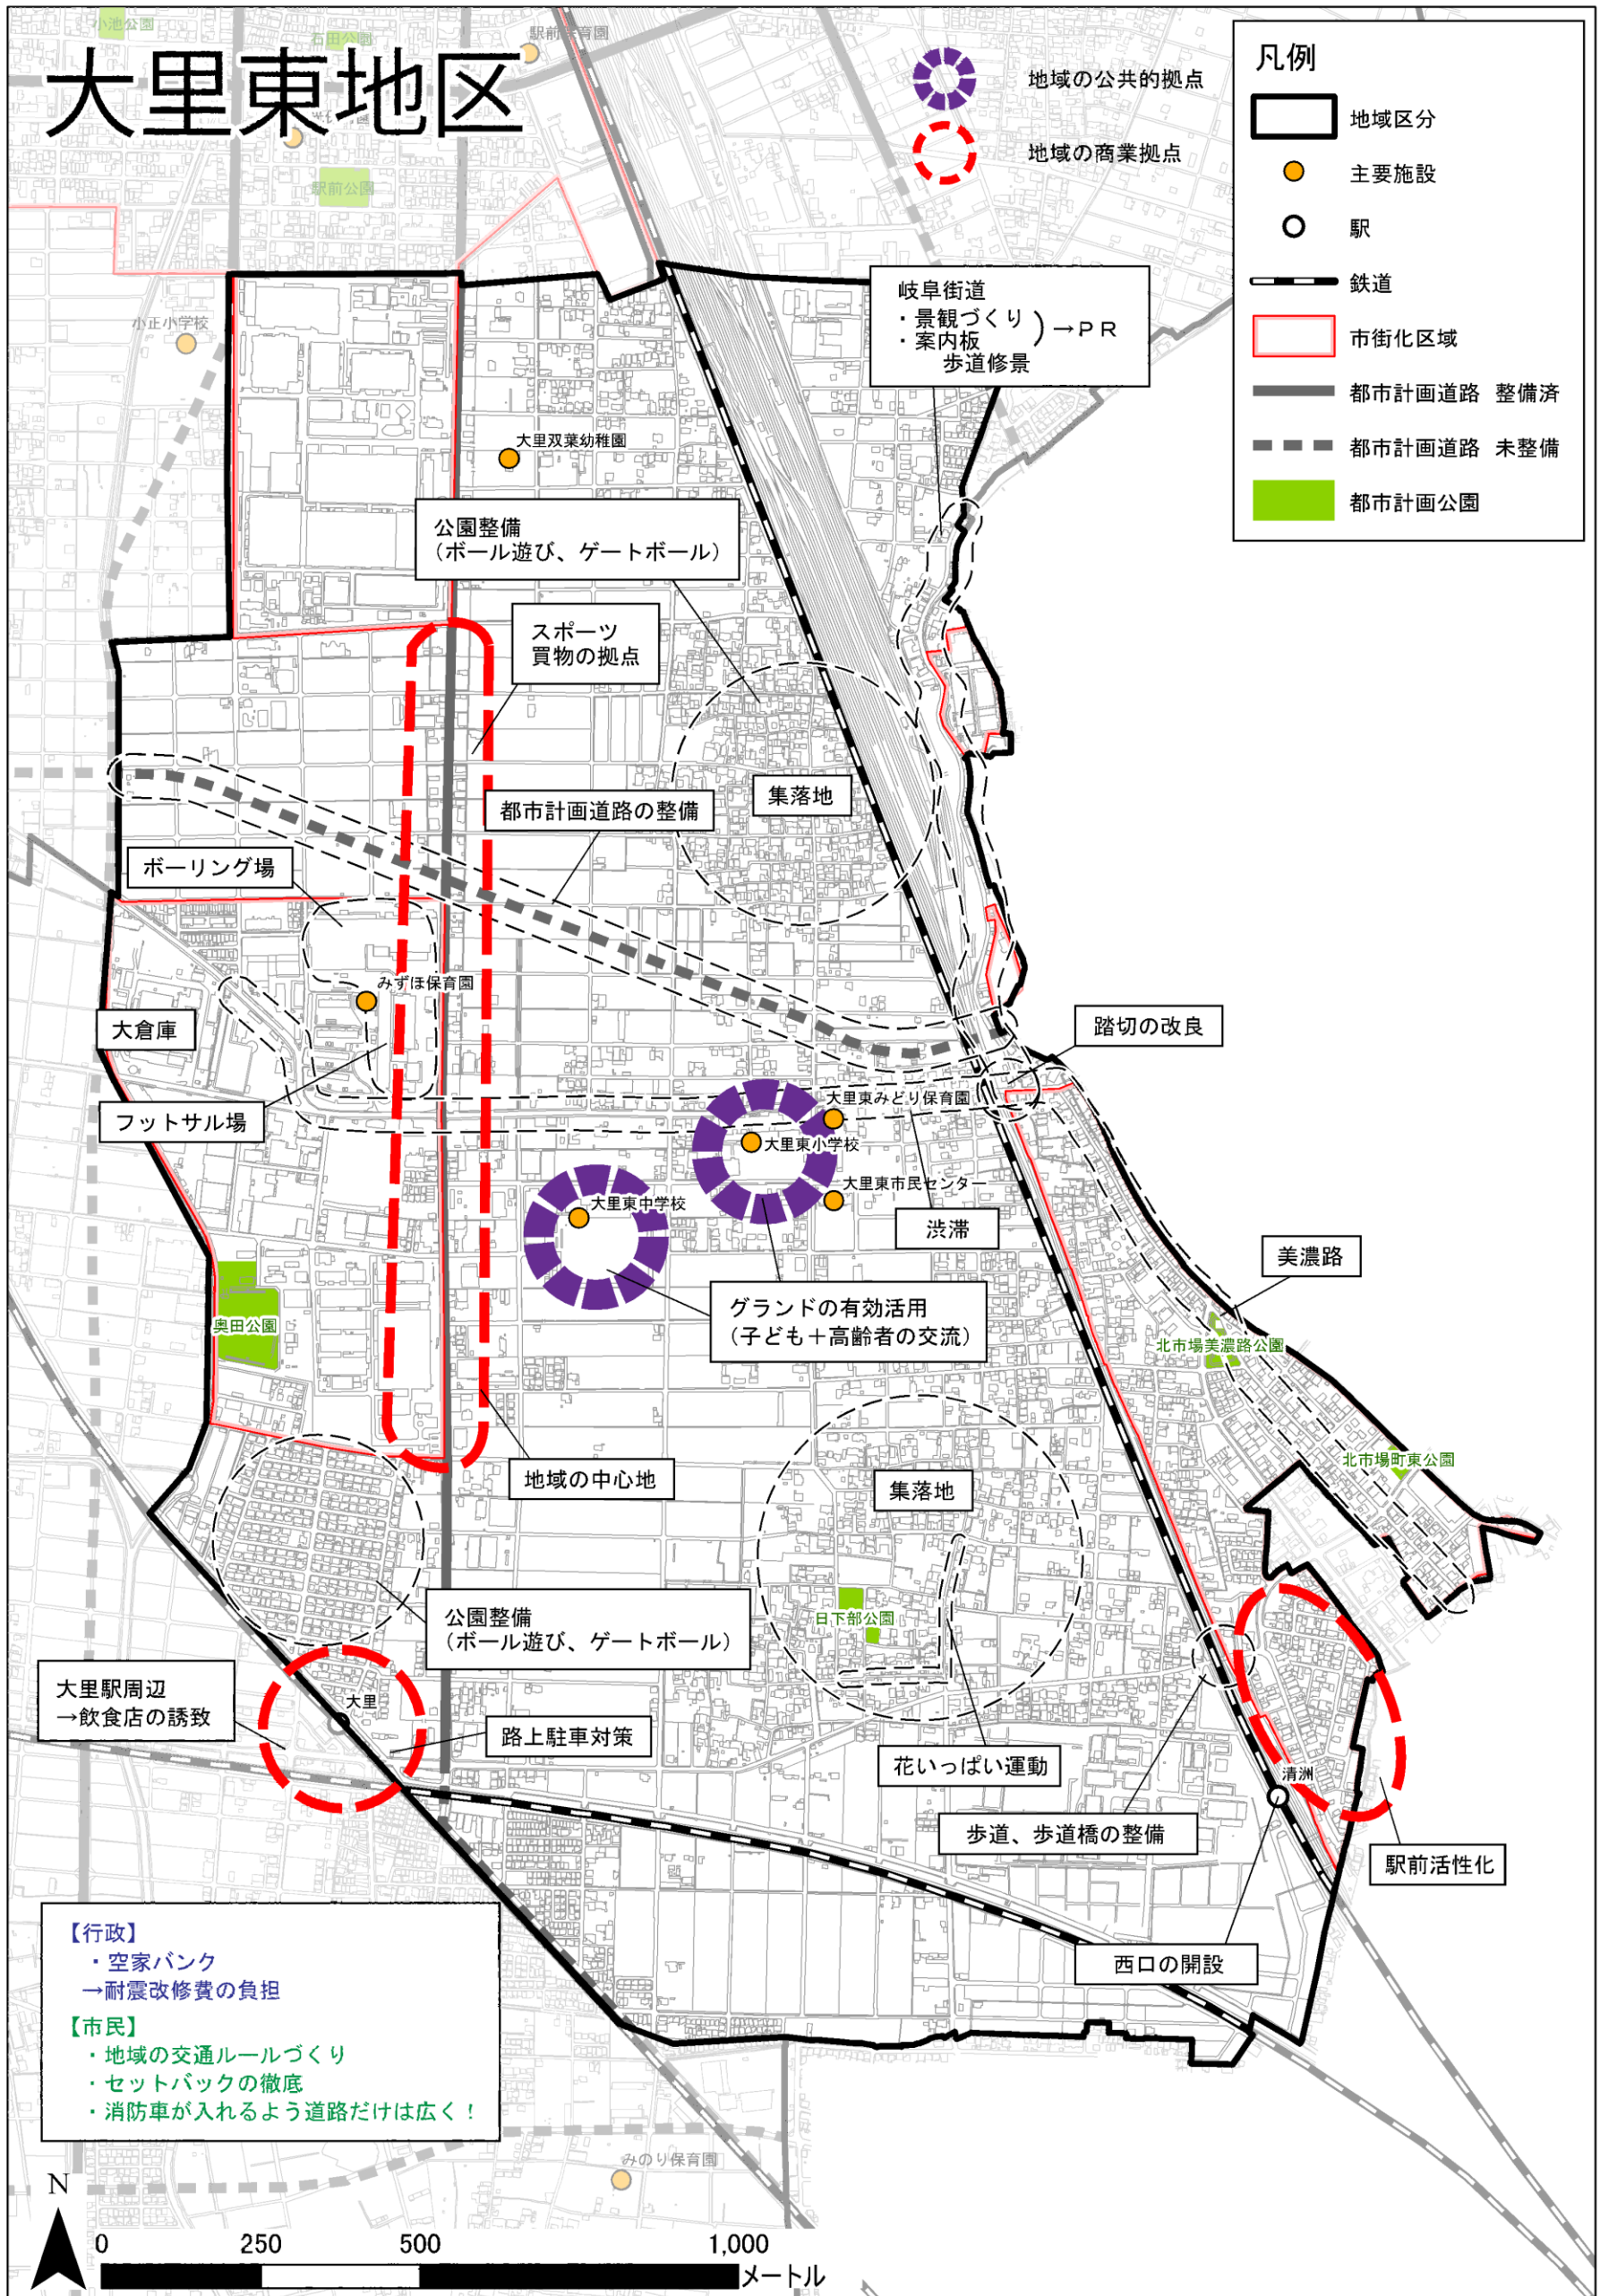 大里東地区
小池公園
石田公園
駅前保育園
駅前公園
小正小学校
地域の公共的拠点
地域の商業拠点
凡例
地域区分
主要施設
駅
鉄道
市街化区域
都市計画道路 整備済
都市計画道路 未整備
都市計画公園
岐阜街道
・景観づくり
・案内板
)→PR
歩道修景
大里双葉幼稚園
公園整備
(ボール遊び、ゲートボール)
スポーツ
買物の拠点
集落地
都市計画道路の整備
ボーリング場
みずほ保育園
大倉庫
フットサル場
踏切の改良
大里東みどり保育園
大里東小学校
大里東市民センター
大里東中学校
渋滞
美濃路
グランドの有効活用
(子ども+高齢者の交流)
奥田公園
北市場美濃路公園
北市場町東公園
地域の中心地
集落地
公園整備
(ボール遊び、ゲートボール)
日下部公園
大里駅周辺
→飲食店の誘致
大里
路上駐車対策
花いっぱい運動
清洲
歩道、歩道橋の整備
駅前活性化
西口の開設
【行政】
・空家バンク
→耐震改修費の負担
【市民】
・地域の交通ルールづくり
・セットバックの徹底
・消防車が入れるよう道路だけは広く!
みのり保育園
N
0 250 500 1,000
メートル